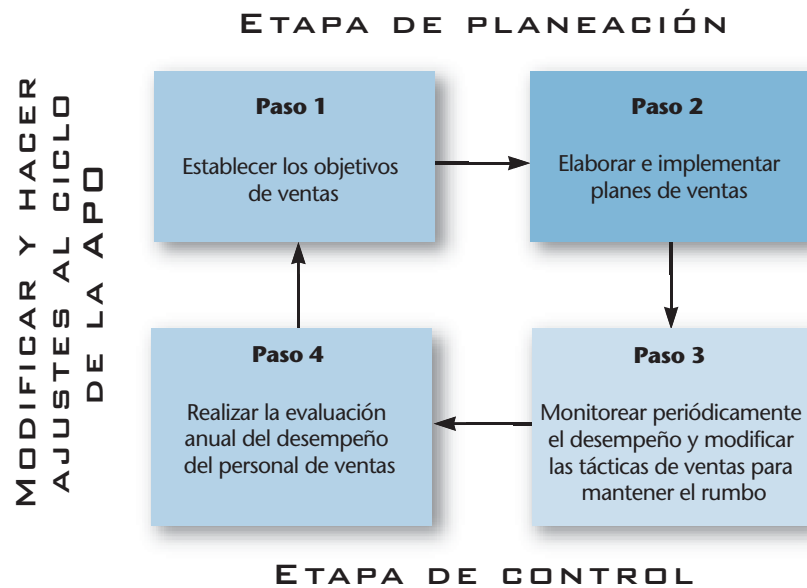 ETAPA DE PLANEACIÓN
MODIFICAR Y HACER
AJUSTES AL CICLO
DE LA APO
Paso 1
Establecer los objetivos
de ventas
Paso 2
Elaborar e implementar
planes de ventas
Paso 4
Realizar la evaluación
anual del desempeño
del personal de ventas
Paso 3
Monitorear periódicamente
el desempeño y modificar
las tácticas de ventas para
mantener el rumbo
ETAPA DE CONTROL